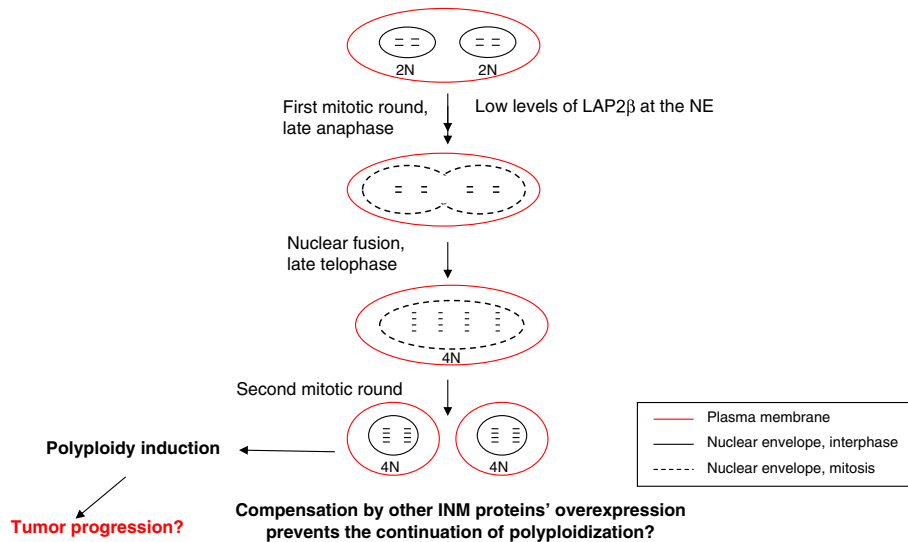 2N 2N
First mitotic round,
late anaphase
Low levels of LAP2β at the NE
Nuclear fusion,
late telophase
4N
Second mitotic round
4N 4N
Polyploidy induction
Tumor progression?
Compensation by other INM proteins’ overexpression
prevents the continuation of polyploidization?
Plasma membrane
Nuclear envelope, interphase
Nuclear envelope, mitosis